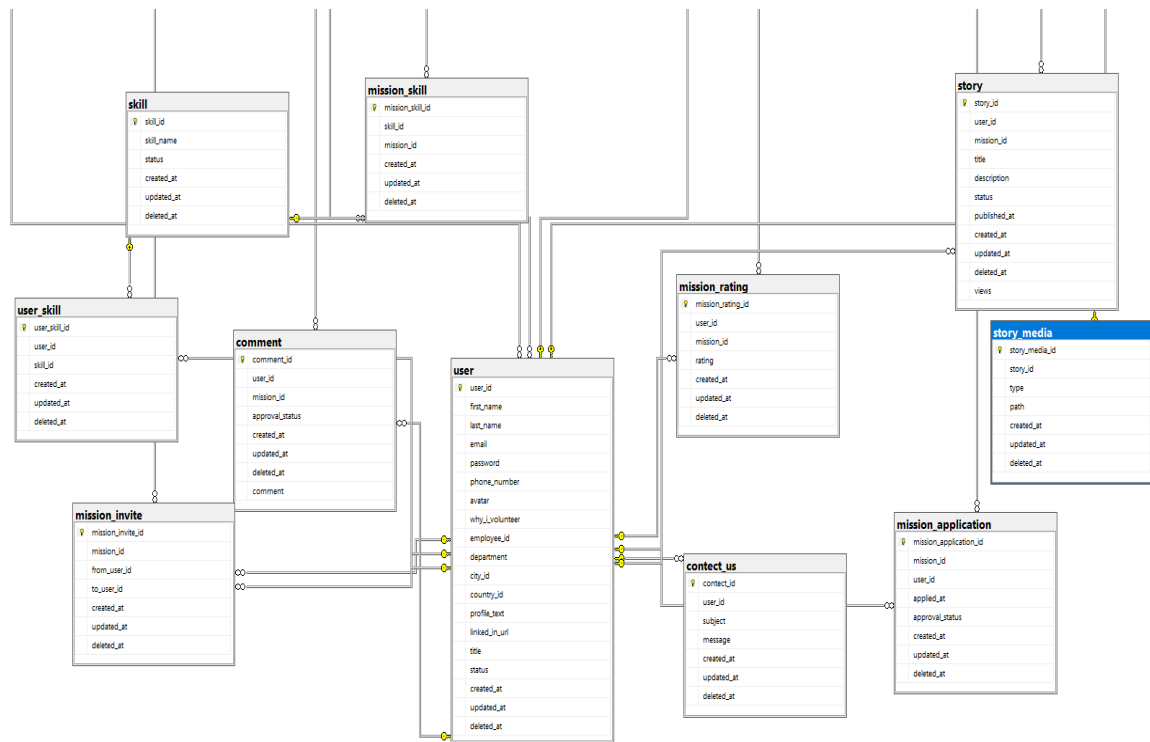 skill
skill_id
skill_name
status
created_at
updated_at
deleted_at
mission_skill
mission_skill_id
skill_id
mission_id
created_at
updated_at
deleted_at
story
story_id
user_id
mission_id
title
description
status
published_at
created_at
updated_at
deleted_at
views
user_skill
user_skill_id
user_id
skill_id
created_at
updated_at
deleted_at
comment
comment_id
user_id
mission_id
approval_status
created_at
updated_at
deleted_at
comment
user
user_id
first_name
last_name
email
password
phone_number
avatar
why_i_volunteer
employee_id
department
city_id
country_id
profile_text
linked_in_url
title
status
created_at
updated_at
deleted_at
mission_rating
mission_rating_id
user_id
mission_id
rating
created_at
updated_at
deleted_at
story_media
story_media_id
story_id
type
path
created_at
updated_at
deleted_at
mission_invite
mission_invite_id
mission_id
from_user_id
to_user_id
created_at
updated_at
deleted_at
contect_us
contect_id
user_id
subject
message
created_at
updated_at
deleted_at
mission_application
mission_application_id
mission_id
user_id
applied_at
approval_status
created_at
updated_at
deleted_at